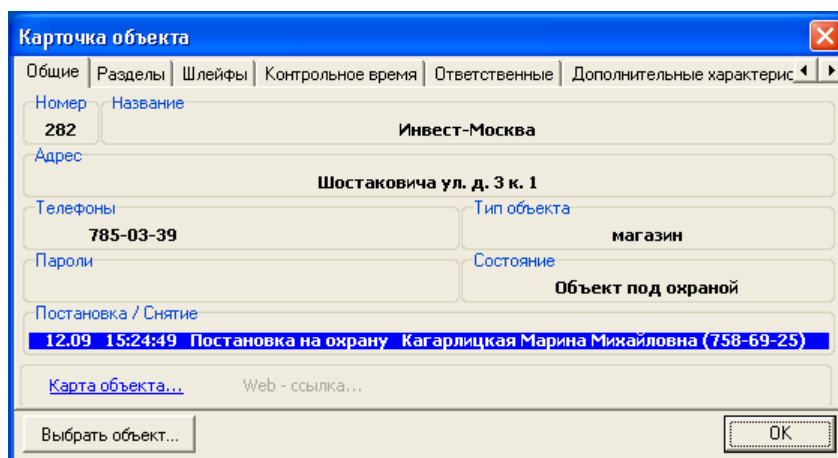 Карточка объекта
Общие Разделы Шлейфы Контрольное время Ответственные Дополнительные характерис
Номер Название
282 Инвест-Москва
Адрес
Шостаковича ул. д. 3 к. 1
Телефоны Тип объекта
785-03-39 магазин
Пароли Состояние
Объект под охраной
Постановка / Снятие
12.09 15:24:49 Постановка на охрану Кагарлицкая Марина Михайловна (758-69-25)
Карта объекта... Web - ссылка...
Выбрать объект... OK